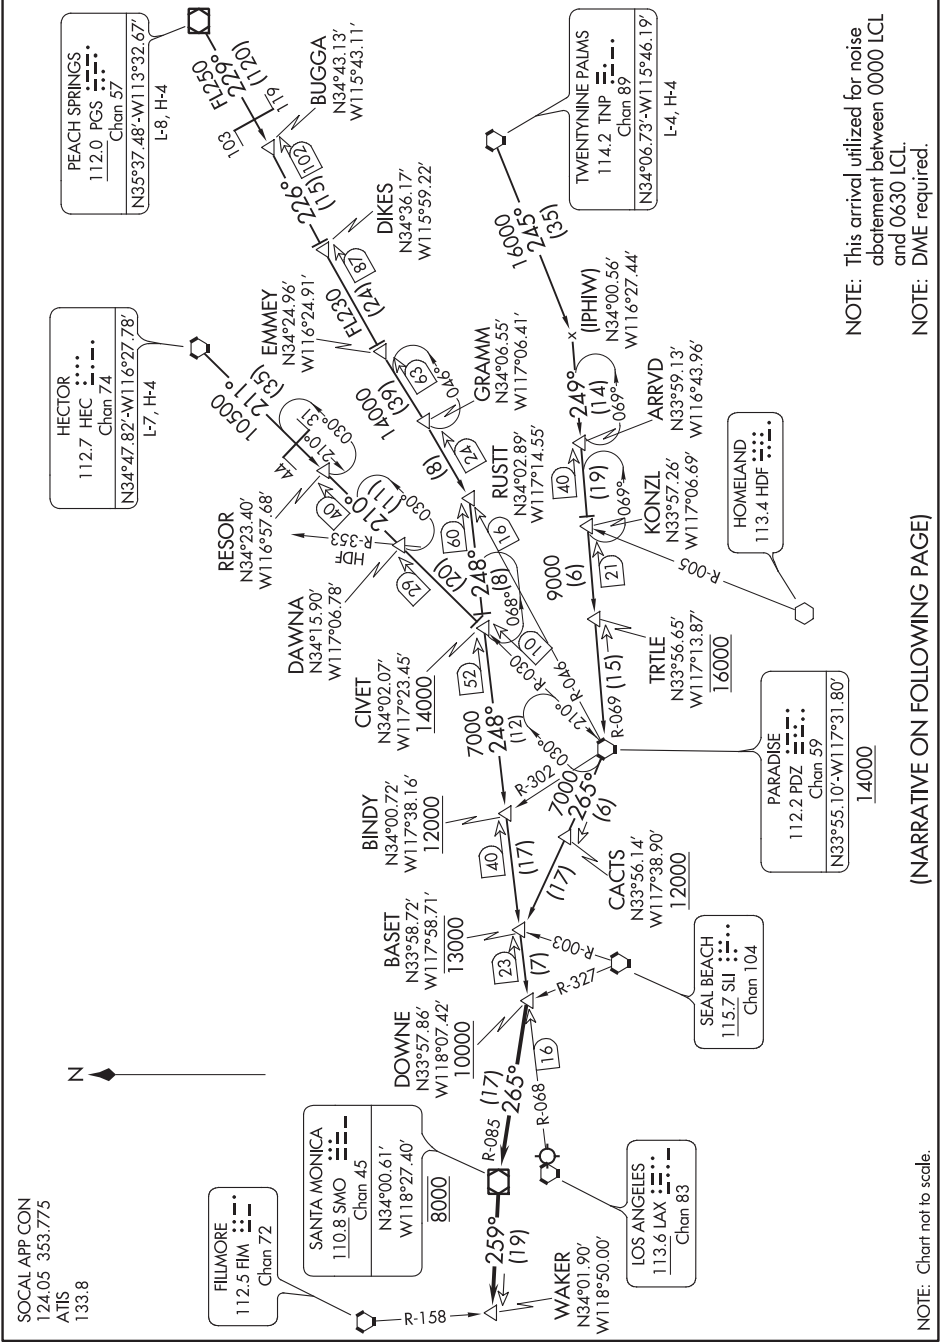 SOCAL APP CON
124.05 353.775
ATIS
133.8
N
FILLMORE
112.5 FIM
Chan 72
R-158
WAKER
N34°01.90'
W118°50.00'
259°
(19)
SANTA MONICA
110.8 SMO
Chan 45
N34°00.61'
W118°27.40'
8000
LOS ANGELES
113.6 LAX
Chan 83
R-085
(17)
265°
R-068
16
DOWNE
N33°57.86'
W118°07.42'
10000
R-327
SEAL BEACH
115.7 SLI
Chan 104
R-003
23
(7)
BASET
N33°58.72'
W117°58.71'
13000
40
(17)
(17)
BINDY
N34°00.72'
W117°38.16'
12000
CACTS
N33°56.14'
W117°38.90'
12000
7000
265°
(6)
R-302
PARADISE
112.2 PDZ
Chan 59
N33°55.10'-W117°31.80'
14000
030°
210°
7000
248°
(12)
52
CIVET
N34°02.07'
W117°23.45'
14000
R-030
10
R-046
16
068°
248°
(8)
60
RUSTT
N34°02.89'
W117°14.55'
(20)
29
DAWNA
N34°15.90'
W117°06.78'
HDF
R-353
210°
(11)
030°
40
RESOR
N34°23.40'
W116°57.68'
44
31
210°
030°
10500
211°
(35)
HECTOR
112.7 HEC
Chan 74
N34°47.82'-W116°27.78'
L-7, H-4
(8)
24
GRAMM
N34°06.55'
W117°06.41'
046°
63
14000
(39)
EMMEY
N34°24.96'
W116°24.91'
FL230
(24)
87
DIKES
N34°36.17'
W115°59.22'
226°
(15)
102
BUGGA
N34°43.13'
W115°43.11'
103
119
FL250
229°
(120)
PEACH SPRINGS
112.0 PGS
Chan 57
N35°37.48'-W113°32.67'
L-8, H-4
R-069
(15)
TRTLE
N33°56.65'
W117°13.87'
16000
9000
(6)
21
KONZL
N33°57.26'
W117°06.69'
R-005
HOMELAND
113.4 HDF
069°
(19)
40
ARRVD
N33°59.13'
W116°43.96'
069°
249°
(14)
(IPHIW)
N34°00.56'
W116°27.44'
16000
245°
(35)
TWENTYNINE PALMS
114.2 TNP
Chan 89
N34°06.73'-W115°46.19'
L-4, H-4
NOTE: This arrival utilized for noise
abatement between 0000 LCL
and 0630 LCL.
NOTE: DME required.
(NARRATIVE ON FOLLOWING PAGE)
NOTE: Chart not to scale.